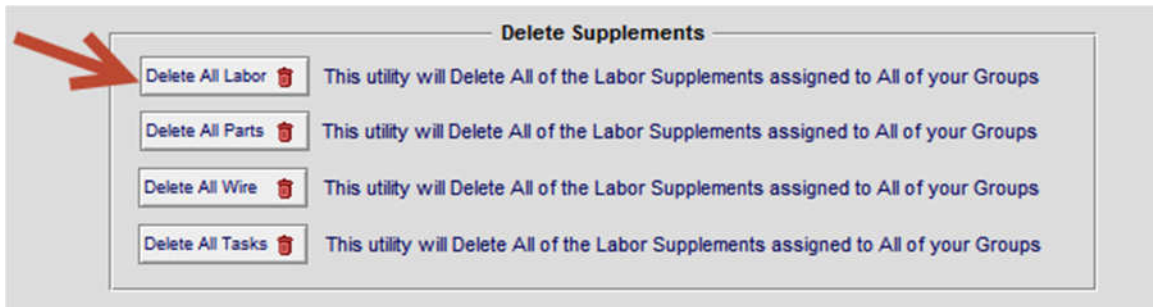 Delete Supplements
Delete All Labor This utility will Delete All of the Labor Supplements assigned to All of your Groups
Delete All Parts This utility will Delete All of the Labor Supplements assigned to All of your Groups
Delete All Wire This utility will Delete All of the Labor Supplements assigned to All of your Groups
Delete All Tasks This utility will Delete All of the Labor Supplements assigned to All of your Groups